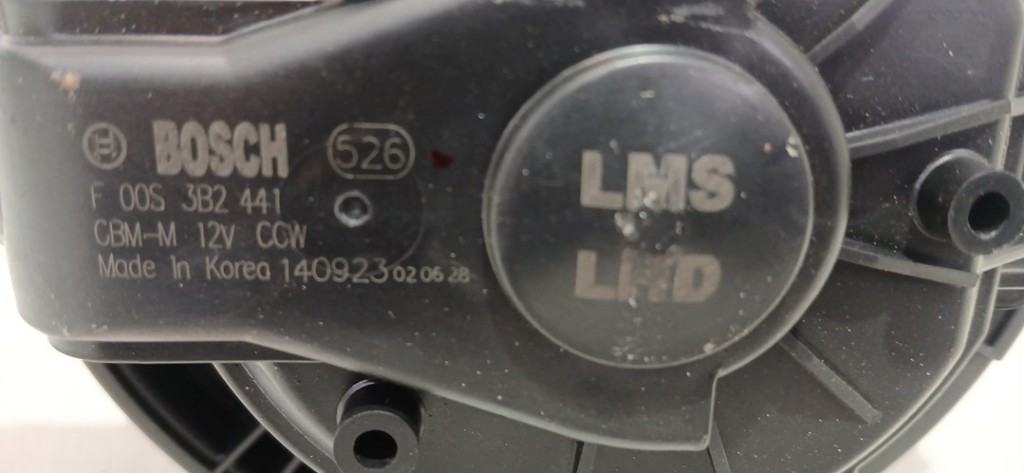 BOSCH 526
F 00S 3B2 441
CBM-M 12V CCW
Made In Korea 140923 02 06 28
LMS
LHD